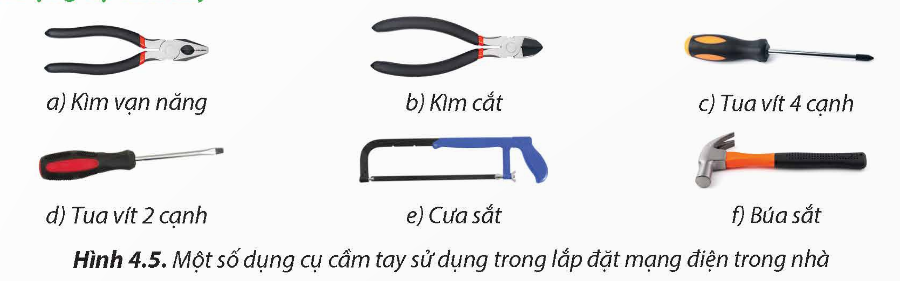 a) Kìm vạn năng
b) Kìm cắt
c) Tua vít 4 cạnh
d) Tua vít 2 cạnh
e) Cưa sắt
f) Búa sắt
Hình 4.5. Một số dụng cụ cầm tay sử dụng trong lắp đặt mạng điện trong nhà